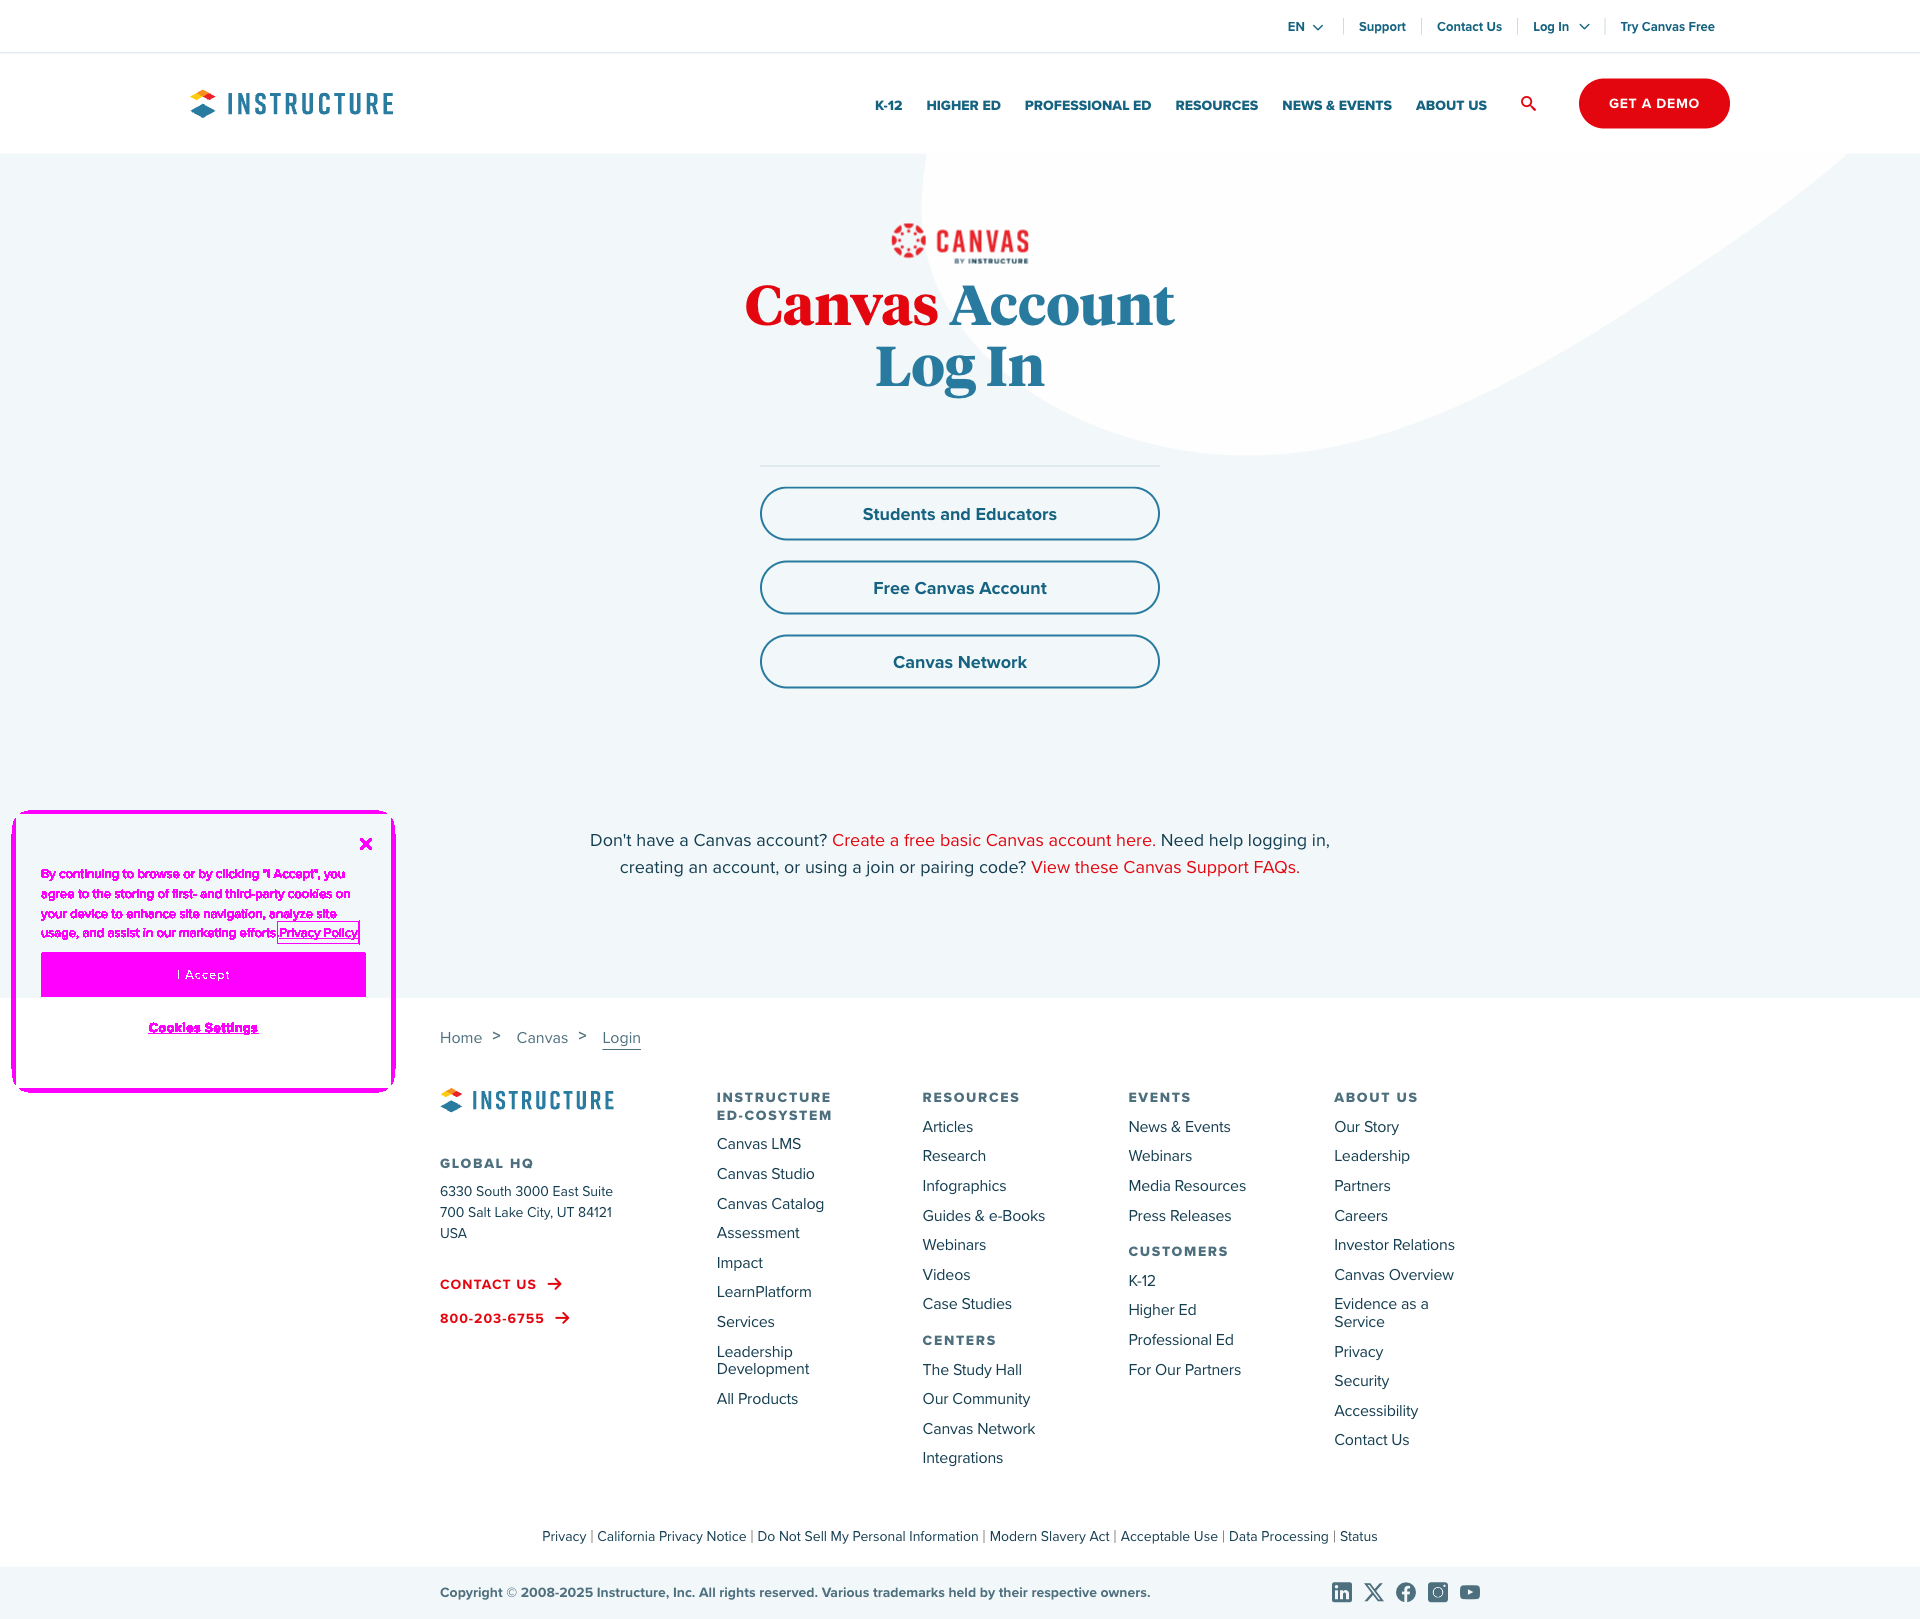 EN
Support
Contact Us
Log In
Try Canvas Free
INSTRUCTURE
K-12
HIGHER ED
PROFESSIONAL ED
RESOURCES
NEWS & EVENTS
ABOUT US
GET A DEMO
CANVAS
BY INSTRUCTURE
Canvas Account
Log In
Students and Educators
Free Canvas Account
Canvas Network
Don't have a Canvas account? Create a free basic Canvas account here. Need help logging in,
creating an account, or using a join or pairing code? View these Canvas Support FAQs.
By continuing to browse or by clicking "I Accept", you
agree to the storing of first- and third-party cookies on
your device to enhance site navigation, analyze site
usage, and assist in our marketing efforts. Privacy Policy
I Accept
Cookies Settings
Home > Canvas > Login
INSTRUCTURE
GLOBAL HQ
6330 South 3000 East Suite
700 Salt Lake City, UT 84121
USA
CONTACT US
800-203-6755
INSTRUCTURE
ED-COSYSTEM
Canvas LMS
Canvas Studio
Canvas Catalog
Assessment
Impact
LearnPlatform
Services
Leadership
Development
All Products
RESOURCES
Articles
Research
Infographics
Guides & e-Books
Webinars
Videos
Case Studies
CENTERS
The Study Hall
Our Community
Canvas Network
Integrations
EVENTS
News & Events
Webinars
Media Resources
Press Releases
CUSTOMERS
K-12
Higher Ed
Professional Ed
For Our Partners
ABOUT US
Our Story
Leadership
Partners
Careers
Investor Relations
Canvas Overview
Evidence as a
Service
Privacy
Security
Accessibility
Contact Us
Privacy | California Privacy Notice | Do Not Sell My Personal Information | Modern Slavery Act | Acceptable Use | Data Processing | Status
Copyright © 2008-2025 Instructure, Inc. All rights reserved. Various trademarks held by their respective owners.